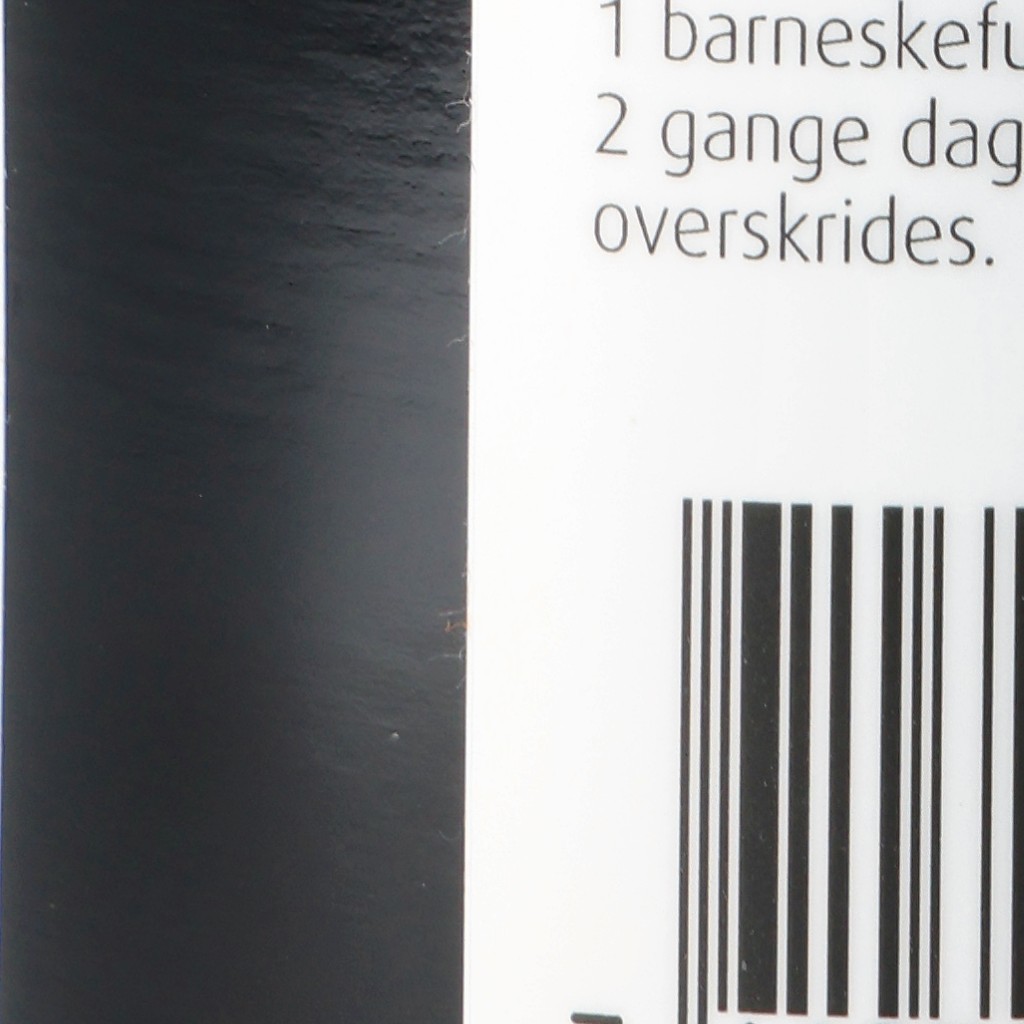 1 barneskefu
2 gange dag
overskrides.